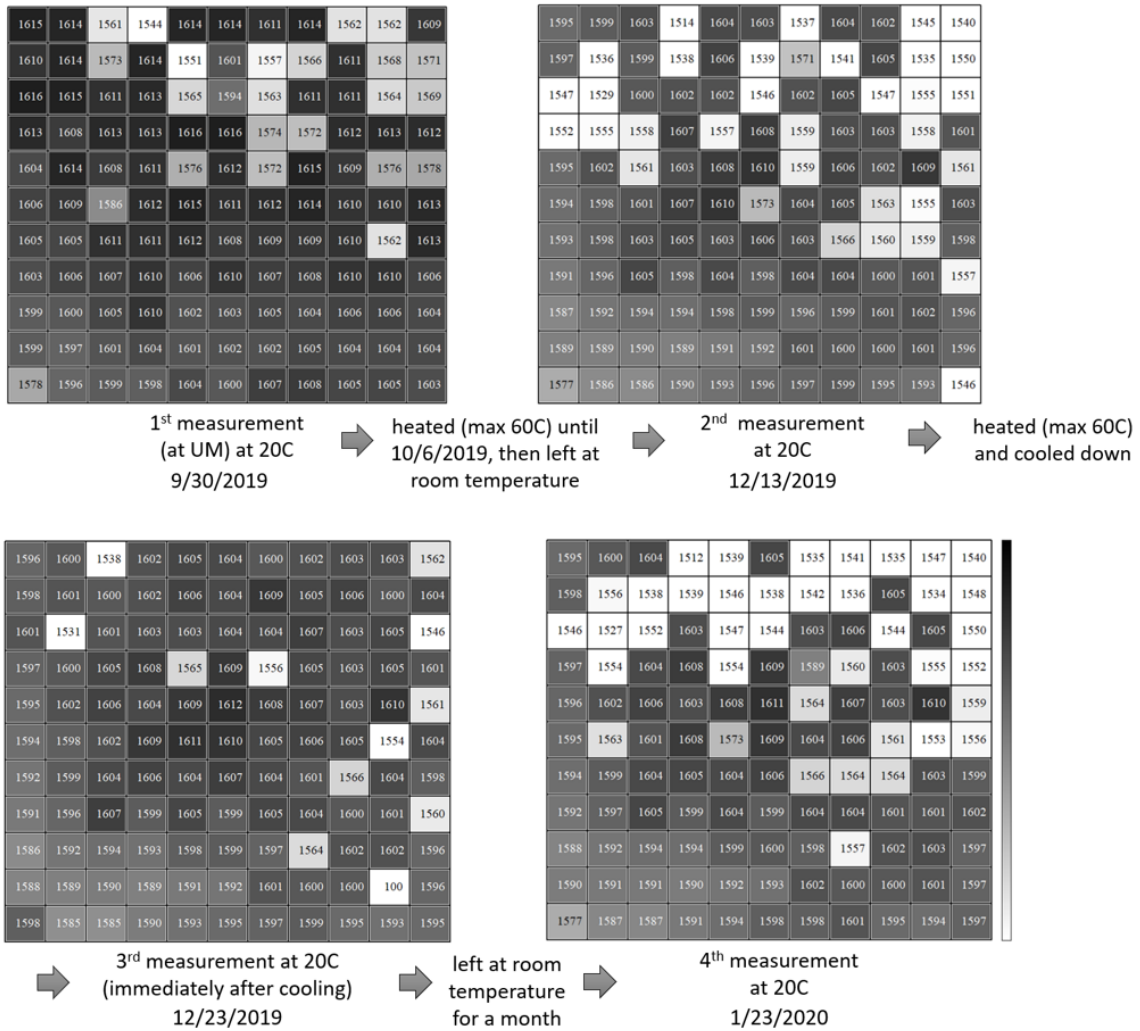 1615 1614 1561 1544 1614 1614 1611 1614 1562 1562 1609
1610 1614 1573 1614 1551 1601 1557 1566 1611 1568 1571
1616 1615 1611 1613 1565 1594 1563 1611 1611 1564 1569
1613 1608 1613 1613 1616 1616 1574 1572 1612 1613 1612
1604 1614 1608 1611 1576 1612 1572 1615 1609 1576 1578
1606 1609 1586 1612 1615 1611 1612 1614 1610 1610 1613
1605 1605 1611 1611 1612 1608 1609 1609 1610 1562 1613
1603 1606 1607 1610 1606 1610 1607 1608 1610 1610 1606
1599 1600 1605 1610 1602 1603 1605 1604 1606 1606 1604
1599 1597 1601 1604 1601 1602 1602 1605 1604 1604 1604
1578 1596 1599 1598 1604 1600 1607 1608 1605 1605 1603
1595 1599 1603 1514 1604 1603 1537 1604 1602 1545 1540
1597 1536 1599 1538 1606 1539 1571 1541 1605 1535 1550
1547 1529 1600 1602 1602 1546 1602 1605 1547 1555 1551
1552 1555 1558 1607 1557 1608 1559 1603 1603 1558 1601
1595 1602 1561 1603 1608 1610 1559 1606 1602 1609 1561
1594 1598 1601 1607 1610 1573 1604 1605 1563 1555 1603
1593 1598 1603 1605 1603 1606 1603 1566 1560 1559 1598
1591 1596 1605 1598 1604 1598 1604 1604 1600 1601 1557
1587 1592 1594 1594 1598 1599 1596 1599 1601 1602 1596
1589 1589 1590 1589 1591 1592 1601 1600 1600 1601 1596
1577 1586 1586 1590 1593 1596 1597 1599 1595 1593 1546
1st measurement
(at UM) at 20C
9/30/2019
heated (max 60C) until
10/6/2019, then left at
room temperature
2nd measurement
at 20C
12/13/2019
heated (max 60C)
and cooled down
1596 1600 1538 1602 1605 1604 1600 1602 1603 1603 1562
1598 1601 1600 1602 1606 1604 1609 1605 1606 1600 1604
1601 1531 1601 1603 1603 1604 1604 1607 1603 1605 1546
1597 1600 1605 1608 1565 1609 1556 1605 1603 1605 1601
1595 1602 1606 1604 1609 1612 1608 1607 1603 1610 1561
1594 1598 1602 1609 1611 1610 1605 1606 1605 1554 1604
1592 1599 1604 1606 1604 1607 1604 1601 1566 1604 1598
1591 1596 1607 1599 1605 1599 1605 1603 1601 1601 1560
1586 1592 1594 1593 1598 1599 1597 1564 1602 1602 1596
1588 1589 1590 1589 1591 1592 1601 1600 1600 100 1596
1598 1585 1585 1590 1593 1595 1597 1599 1595 1593 1595
1595 1600 1604 1512 1539 1605 1535 1541 1535 1547 1540
1598 1556 1538 1539 1546 1538 1542 1536 1605 1534 1548
1546 1527 1552 1603 1547 1544 1603 1606 1544 1605 1550
1597 1554 1604 1608 1554 1609 1589 1560 1603 1555 1552
1596 1602 1606 1603 1608 1611 1564 1607 1603 1610 1559
1595 1563 1601 1608 1573 1609 1604 1606 1561 1553 1556
1594 1599 1604 1605 1604 1606 1566 1564 1564 1603 1599
1592 1597 1605 1599 1604 1599 1604 1604 1601 1601 1602
1588 1592 1594 1594 1599 1600 1598 1557 1602 1603 1597
1590 1591 1591 1590 1592 1593 1602 1600 1600 1601 1597
1577 1587 1587 1591 1594 1598 1598 1601 1595 1594 1597
3rd measurement at 20C
(immediately after cooling)
12/23/2019
left at room
temperature
for a month
4th measurement
at 20C
1/23/2020